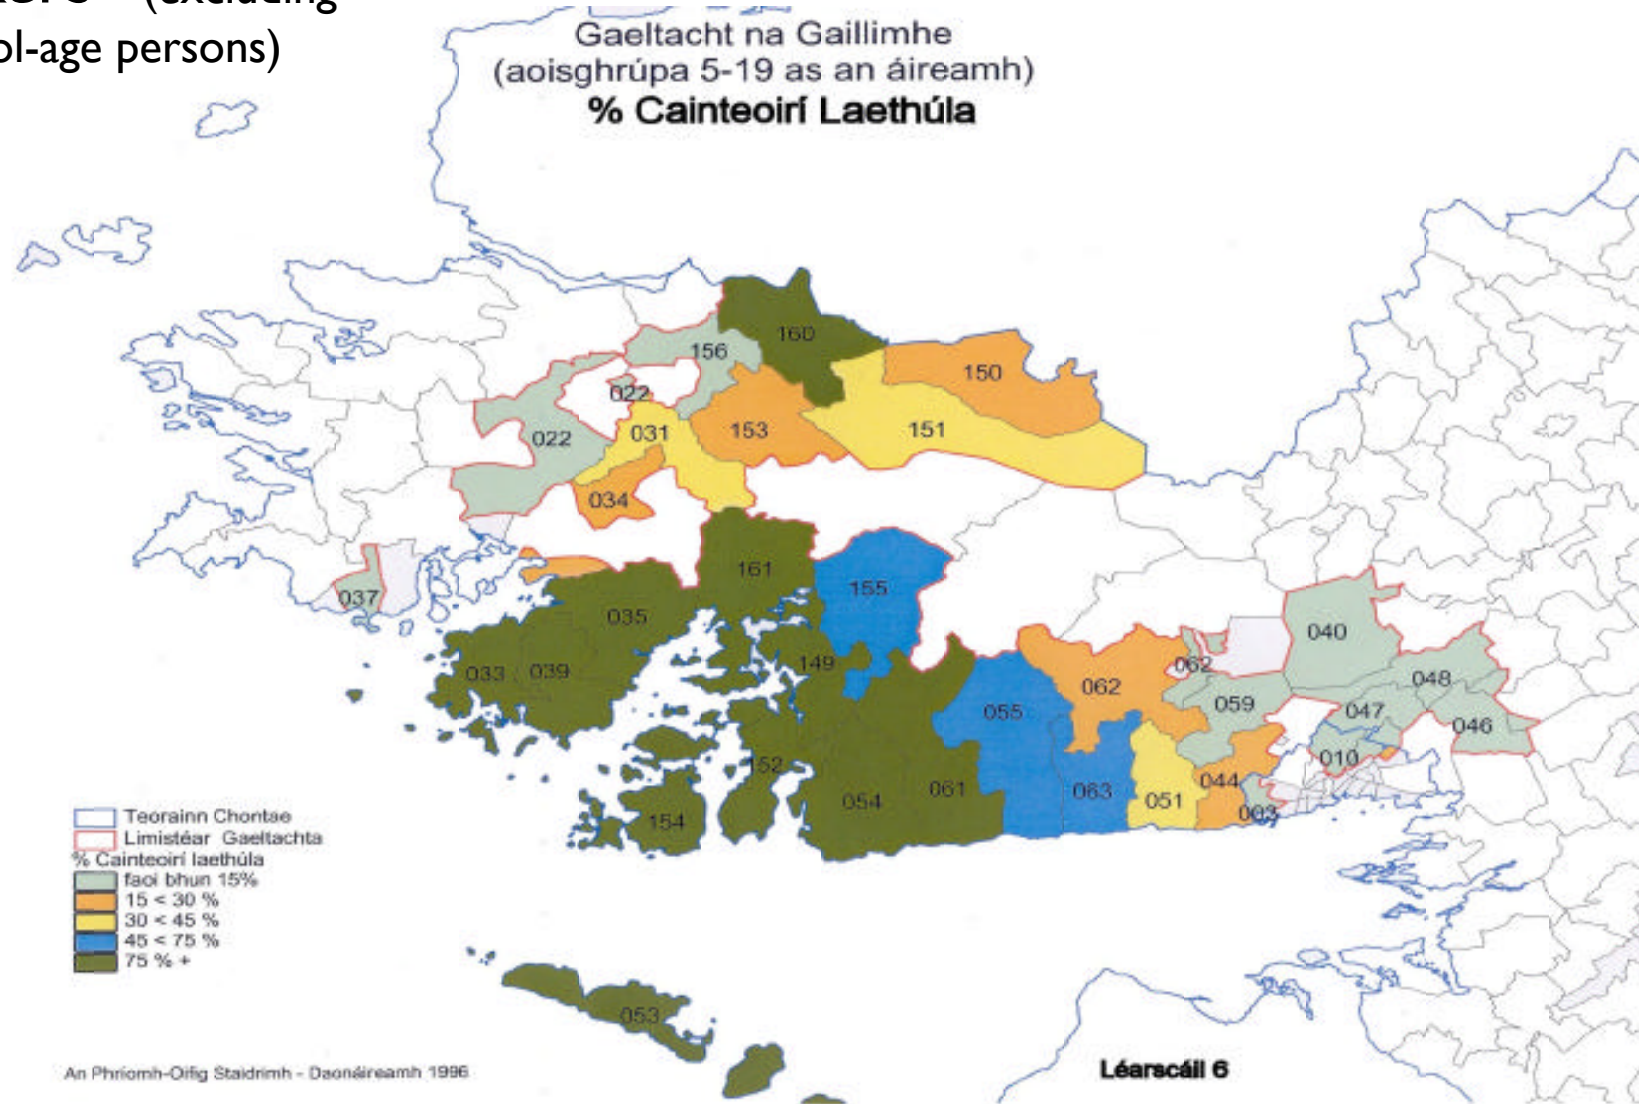 (excluding
ol-age persons)
Gaeltacht na Gaillimhe
(aoisghrúpa 5-19 as an áireamh)
% Cainteoirí Laethúla
160
156
150
022
031
153
151
022
034
161
155
037
035
040
149
033
039
062
062
048
055
059
047
046
010
152
044
061
063
051
054
003
154
Teorainn Chontae
Limistéar Gaeltachta
% Cainteoirí laethúla
faoi bhun 15%
15 < 30 %
30 < 45 %
45 < 75 %
75 % +
053
An Phríomh-Oifig Staidrimh - Daonáireamh 1996
Léarscáil 6